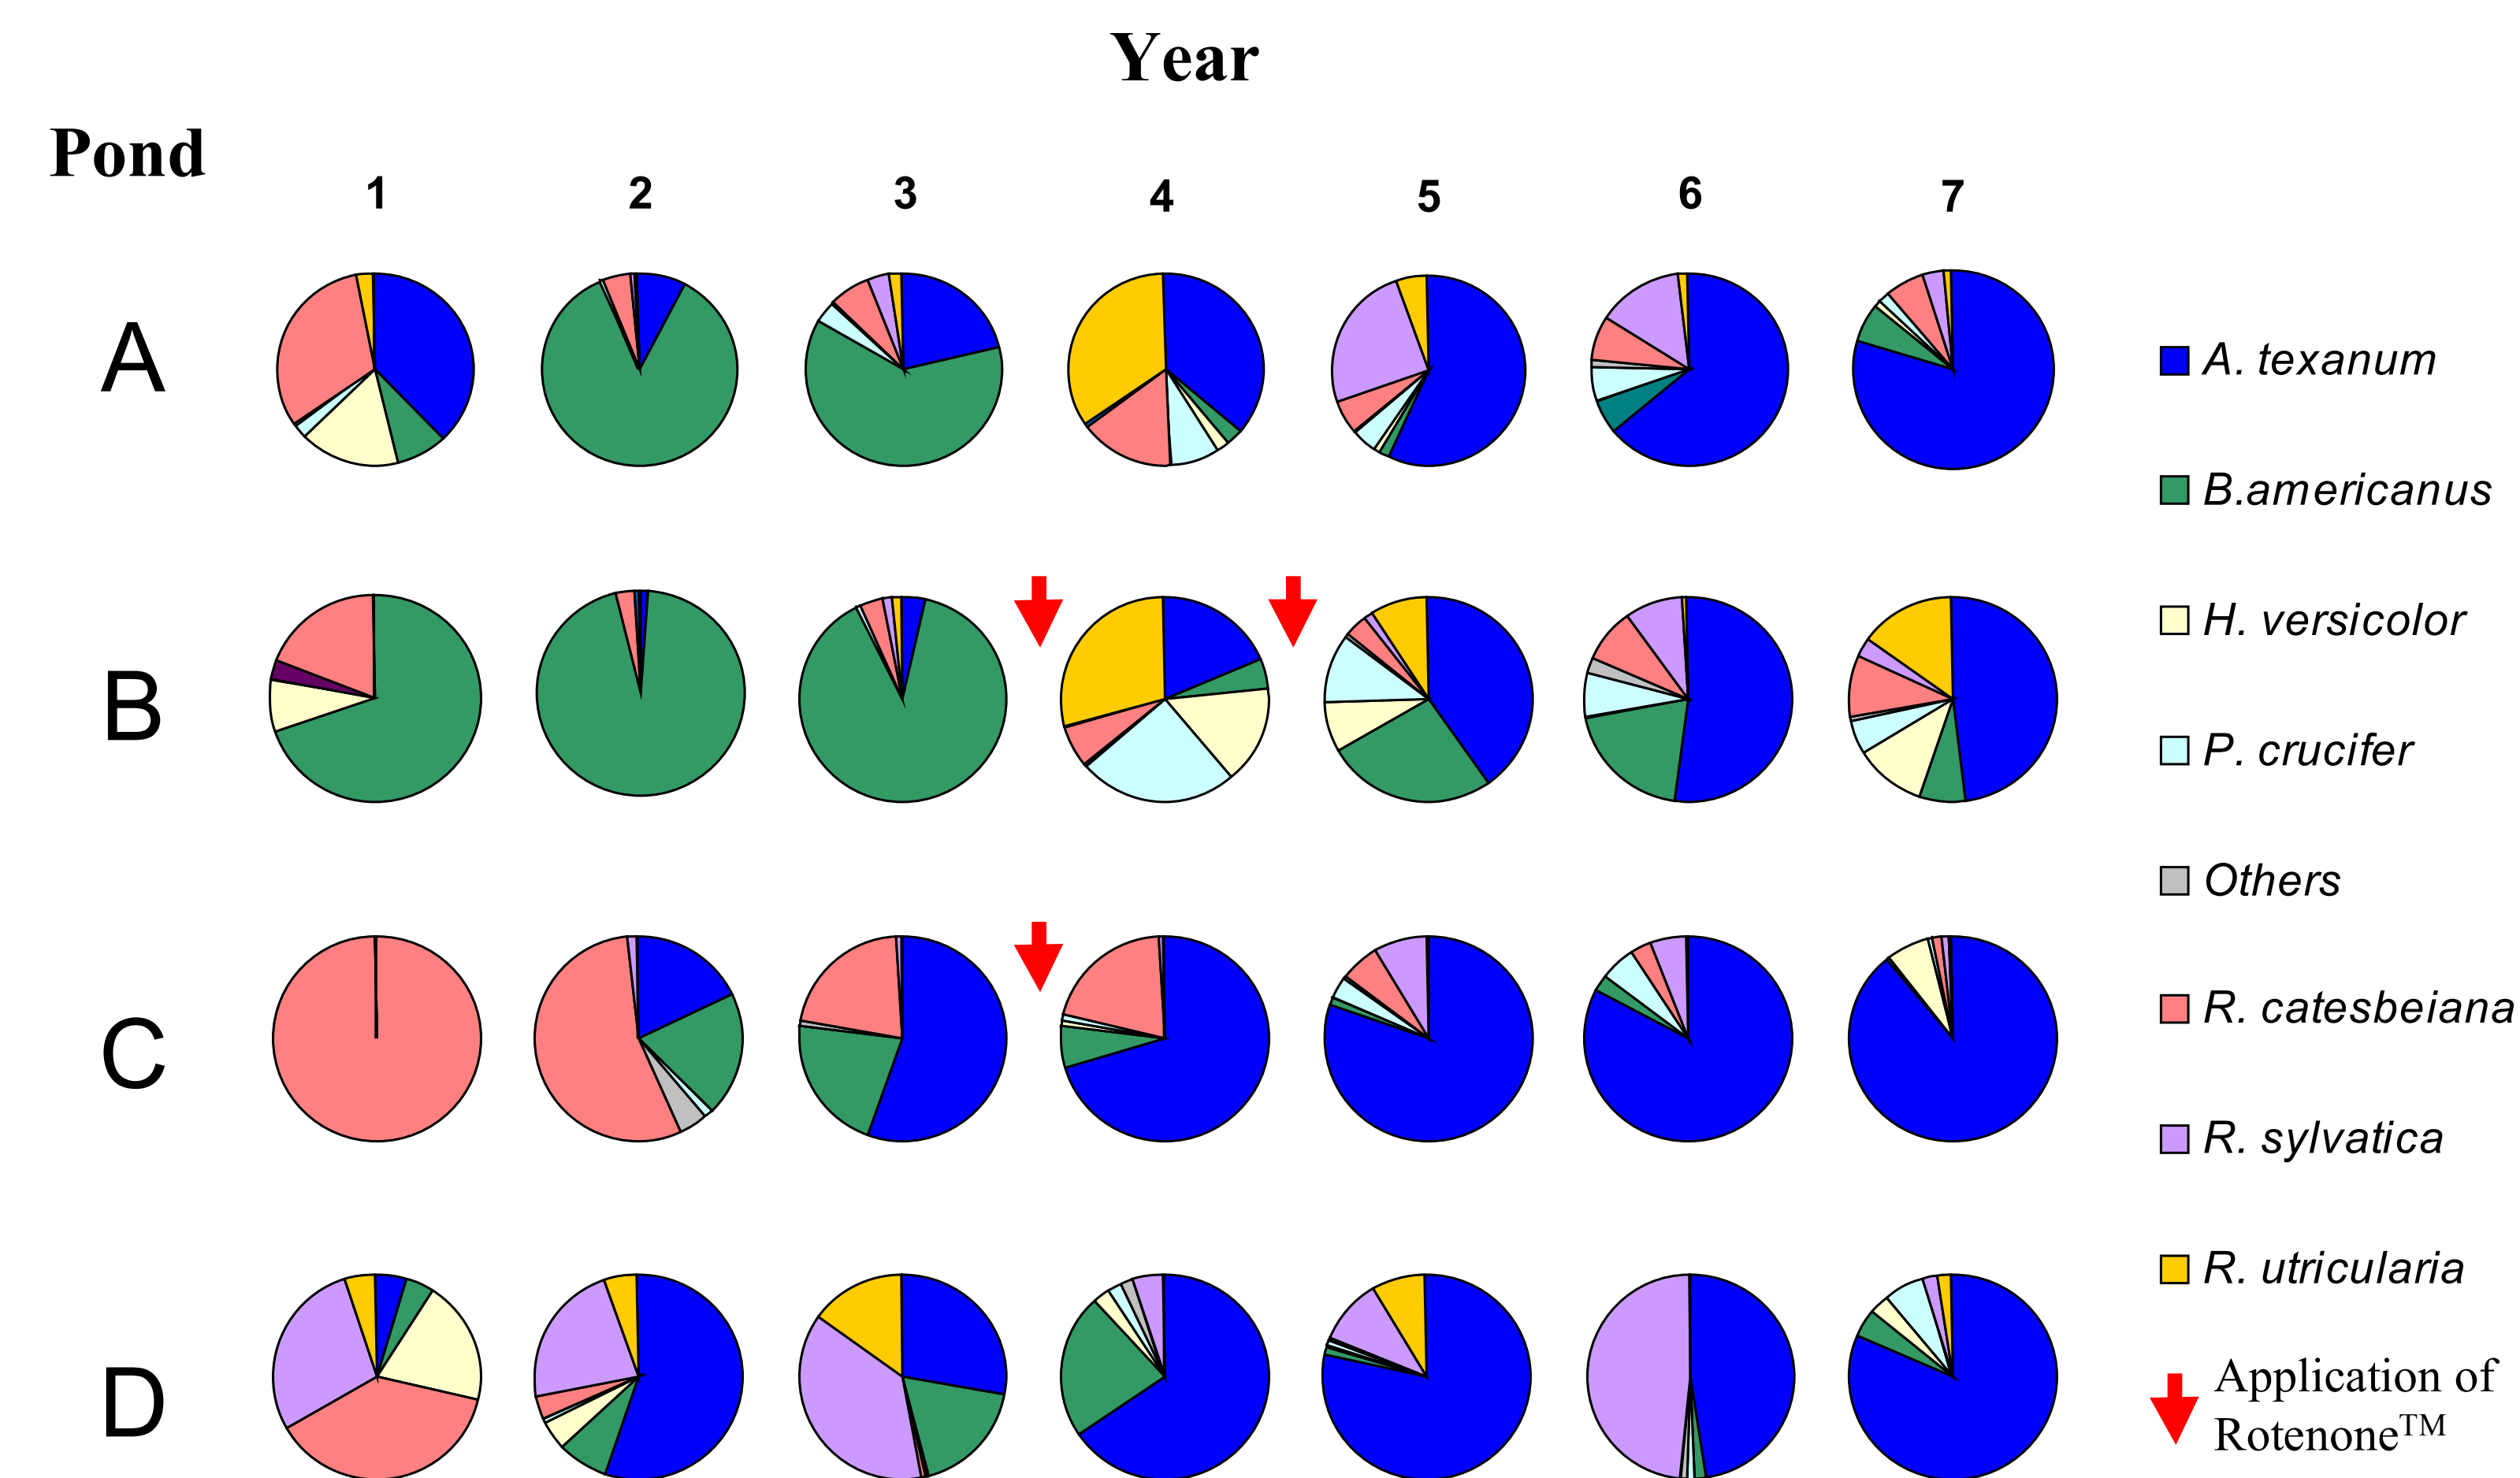 Year
Pond
1 2 3 4 5 6 7
A
A. texanum
B.americanus
H. versicolor
B
P. crucifer
Others
R. catesbeiana
C
R. sylvatica
R. utricularia
D
Application of
Rotenone™